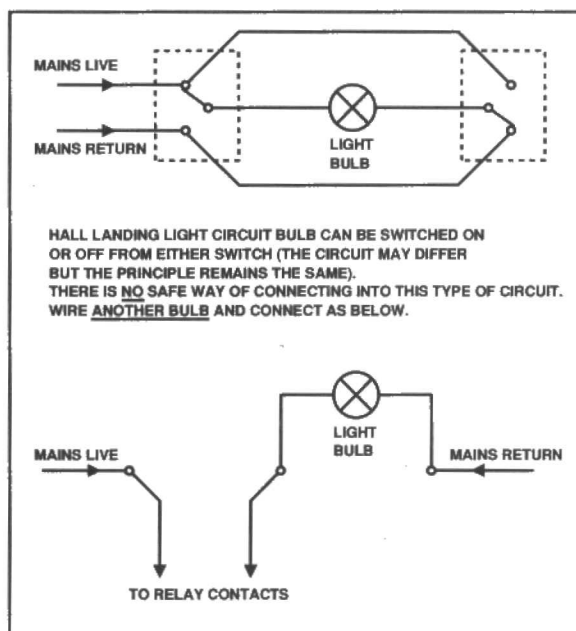 MAINS LIVE
MAINS RETURN
LIGHT
BULB
HALL LANDING LIGHT CIRCUIT BULB CAN BE SWITCHED ON
OR OFF FROM EITHER SWITCH (THE CIRCUIT MAY DIFFER
BUT THE PRINCIPLE REMAINS THE SAME).
THERE IS NO SAFE WAY OF CONNECTING INTO THIS TYPE OF CIRCUIT.
WIRE ANOTHER BULB AND CONNECT AS BELOW.
LIGHT
BULB
MAINS LIVE
MAINS RETURN
TO RELAY CONTACTS